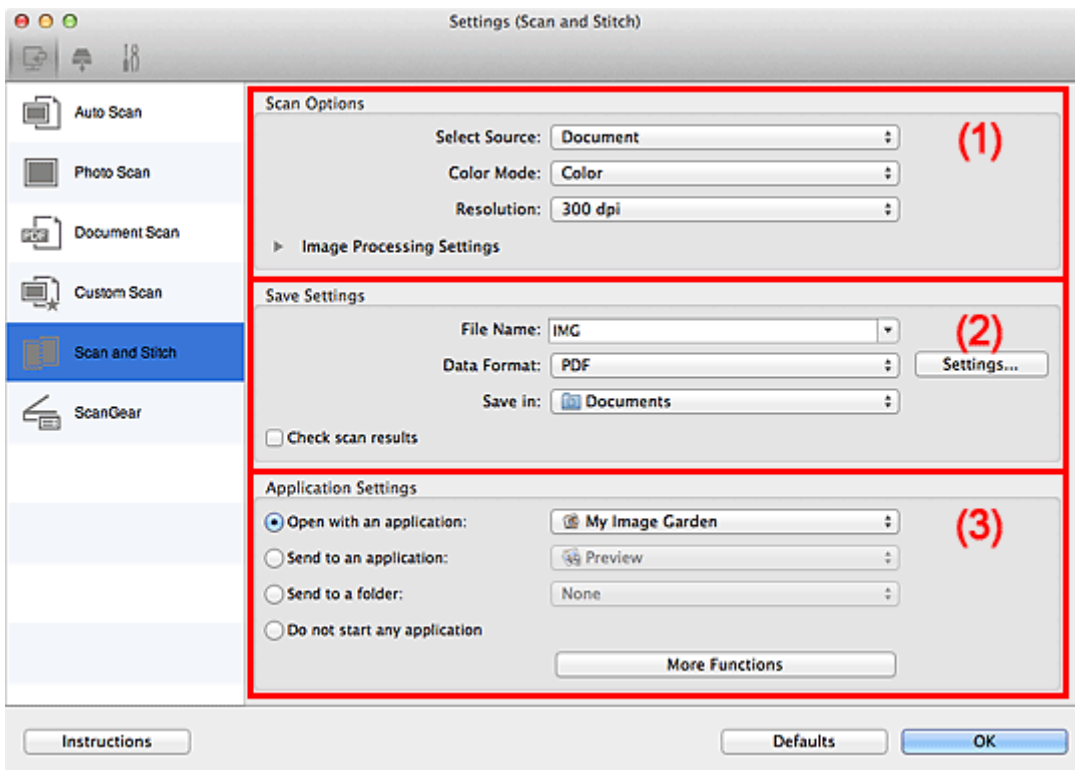 Settings (Scan and Stitch)
Auto Scan
Photo Scan
PDF
Document Scan
Custom Scan
Scan and Stitch
ScanGear
Scan Options
(1)
Select Source: Document
Color Mode: Color
Resolution: 300 dpi
Image Processing Settings
Save Settings
(2)
File Name: IMG
Data Format: PDF Settings...
Save in: Documents
Check scan results
Application Settings
(3)
Open with an application: My Image Garden
Send to an application: Preview
Send to a folder: None
Do not start any application
More Functions
Instructions Defaults OK